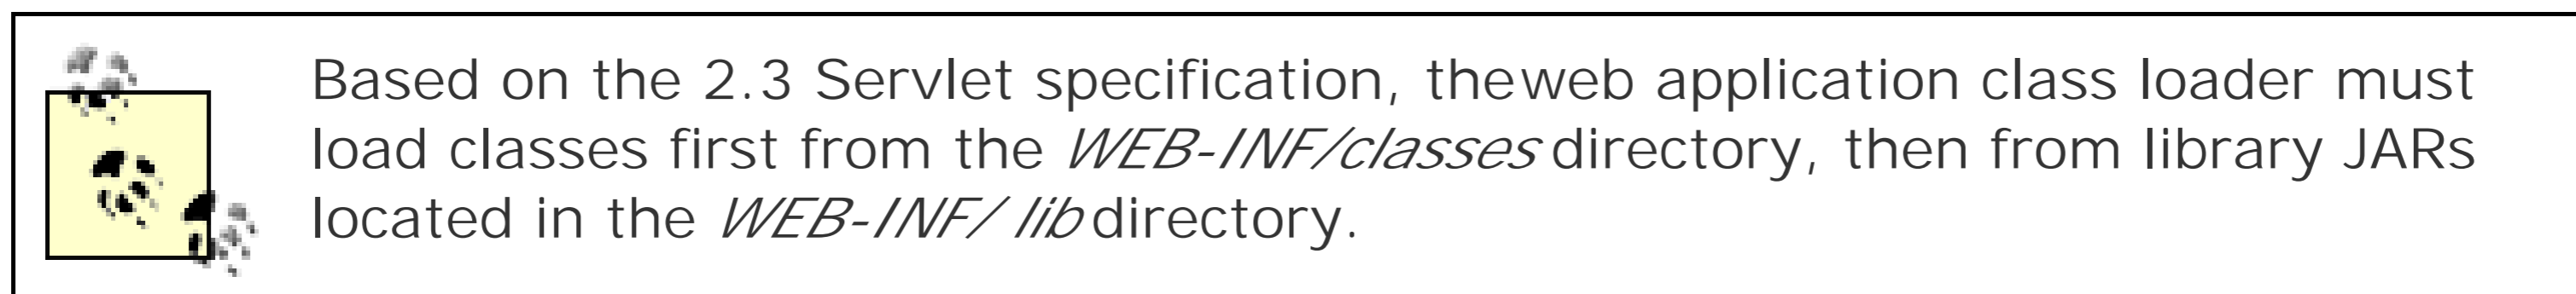 Based on the 2.3 Servlet specification, theweb application class loader must
load classes first from the WEB-INF/classes directory, then from library JARs
located in the WEB-INF/ lib directory.